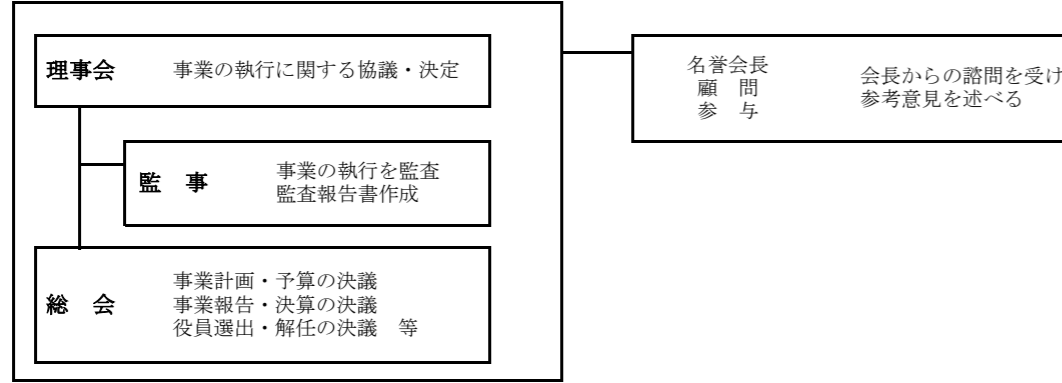 理事会　事業の執行に関する協議・決定
監　事
事業の執行を監査
監査報告書作成
総　会
事業計画・予算の決議
事業報告・決算の決議
役員選出・解任の決議　等
名誉会長
顧　問
参　与
会長からの諮問を受け
参考意見を述べる